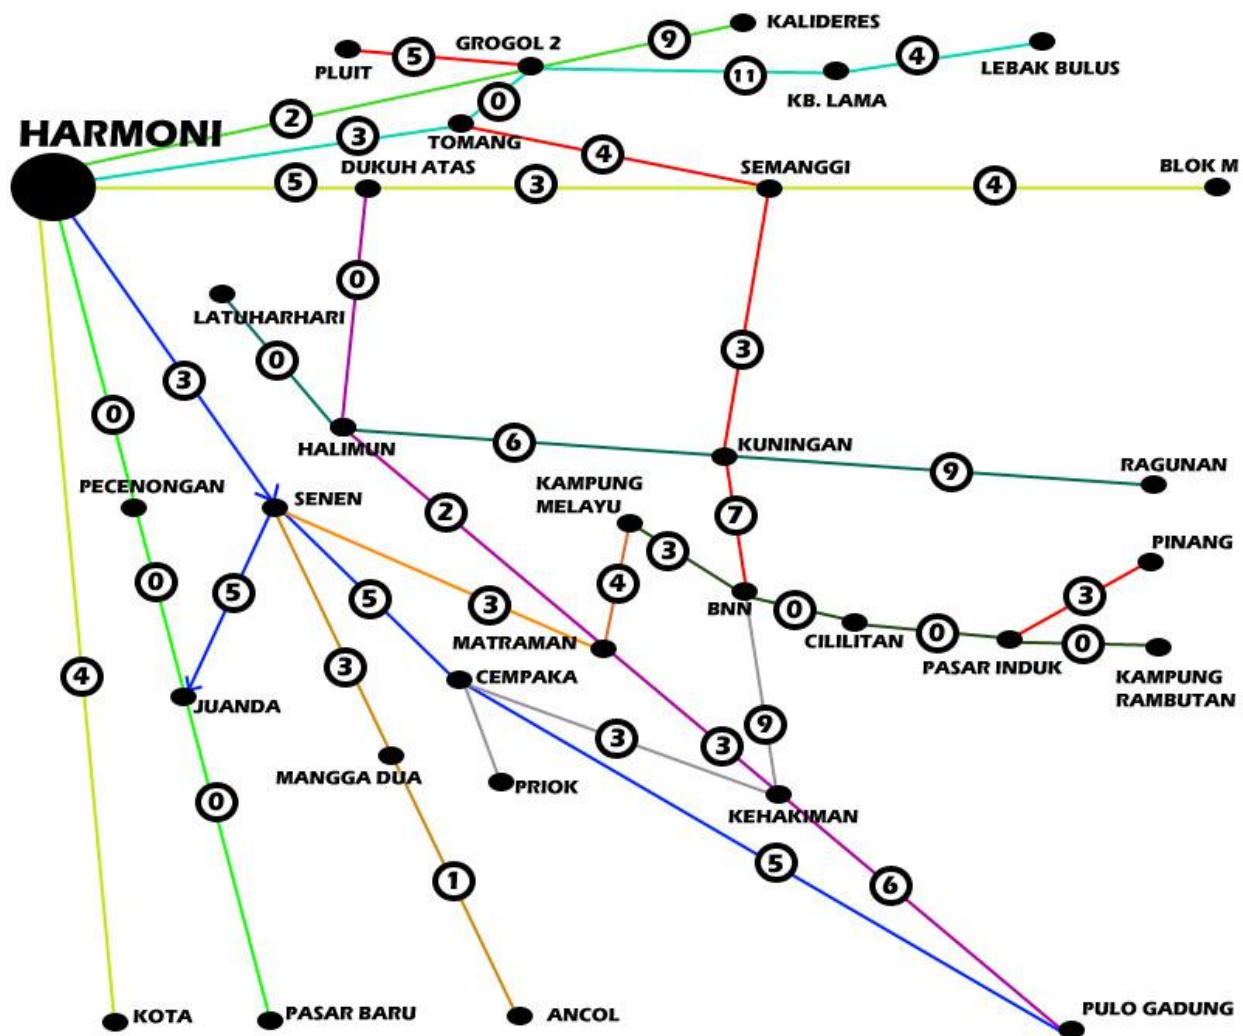 KALIDERES
9
GROGOL 2
5
PLUIT
4
LEBAK BULUS
11
KB. LAMA
0
2
HARMONI
3
TOMANG
4
DUKUH ATAS
SEMANGGI
BLOK M
5
3
4
0
LATUHARHARI
0
3
3
0
HALIMUN
6
KUNINGAN
9
RAGUNAN
PECENONGAN
SENEN
KAMPUNG
MELAYU
2
7
PINANG
3
0
5
5
3
4
BNN
0
CILILITAN
0
PASAR INDUK
3
0
KAMPUNG
RAMBUTAN
MATRAMAN
4
3
CEMPAKA
JUANDA
3
3
9
MANGGA DUA
PRIOK
0
KEHAKIMAN
5
1
6
KOTA
PASAR BARU
ANCOL
PULO GADUNG